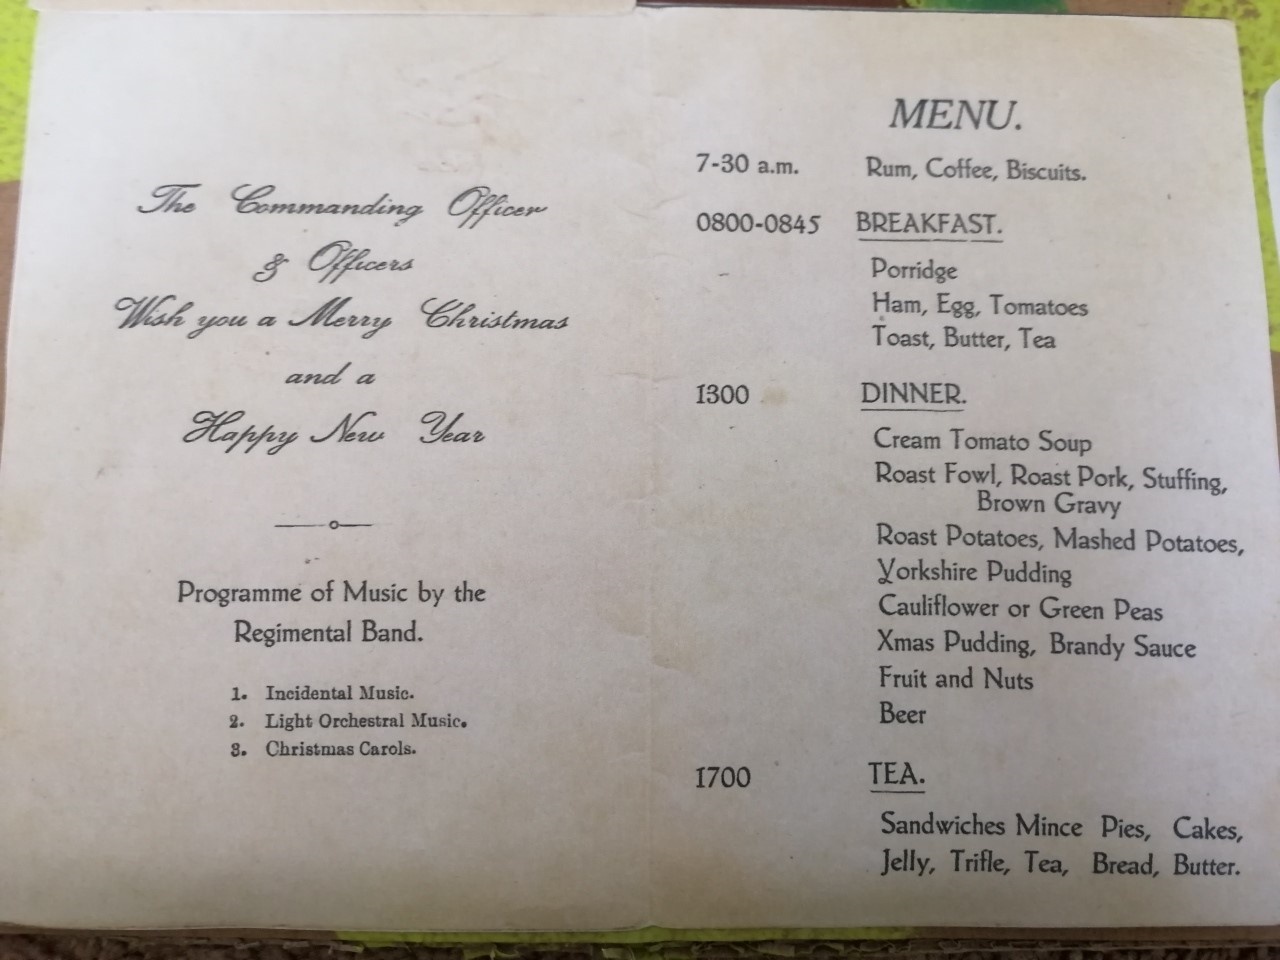 The Commanding Officer
& Officers
Wish you a Merry Christmas
and a
Happy New Year
Programme of Music by the
Regimental Band.
1. Incidental Music.
2. Light Orchestral Music.
3. Christmas Carols.
MENU.
7-30 a.m. Rum, Coffee, Biscuits.
0800-0845 BREAKFAST.
Porridge
Ham, Egg, Tomatoes
Toast, Butter, Tea
1300 DINNER.
Cream Tomato Soup
Roast Fowl, Roast Pork, Stuffing,
Brown Gravy
Roast Potatoes, Mashed Potatoes,
Yorkshire Pudding
Cauliflower or Green Peas
Xmas Pudding, Brandy Sauce
Fruit and Nuts
Beer
1700 TEA.
Sandwiches Mince Pies, Cakes,
Jelly, Trifle, Tea, Bread, Butter.